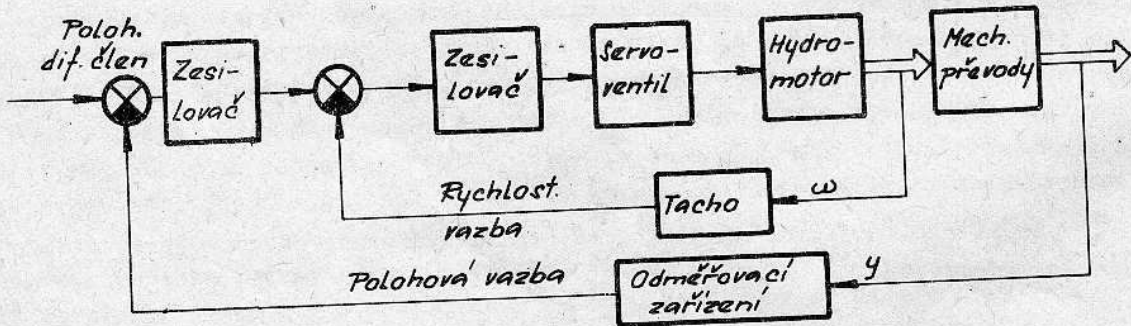 Poloh.
dif. člen
Zesi-
lovač
Zesi-
lovač
Servo-
ventil
Hydro-
motor
Mech.
převody
Rychlost.
vazba
Tacho
ω
Polohová vazba
Odměřovací
zařízení
y